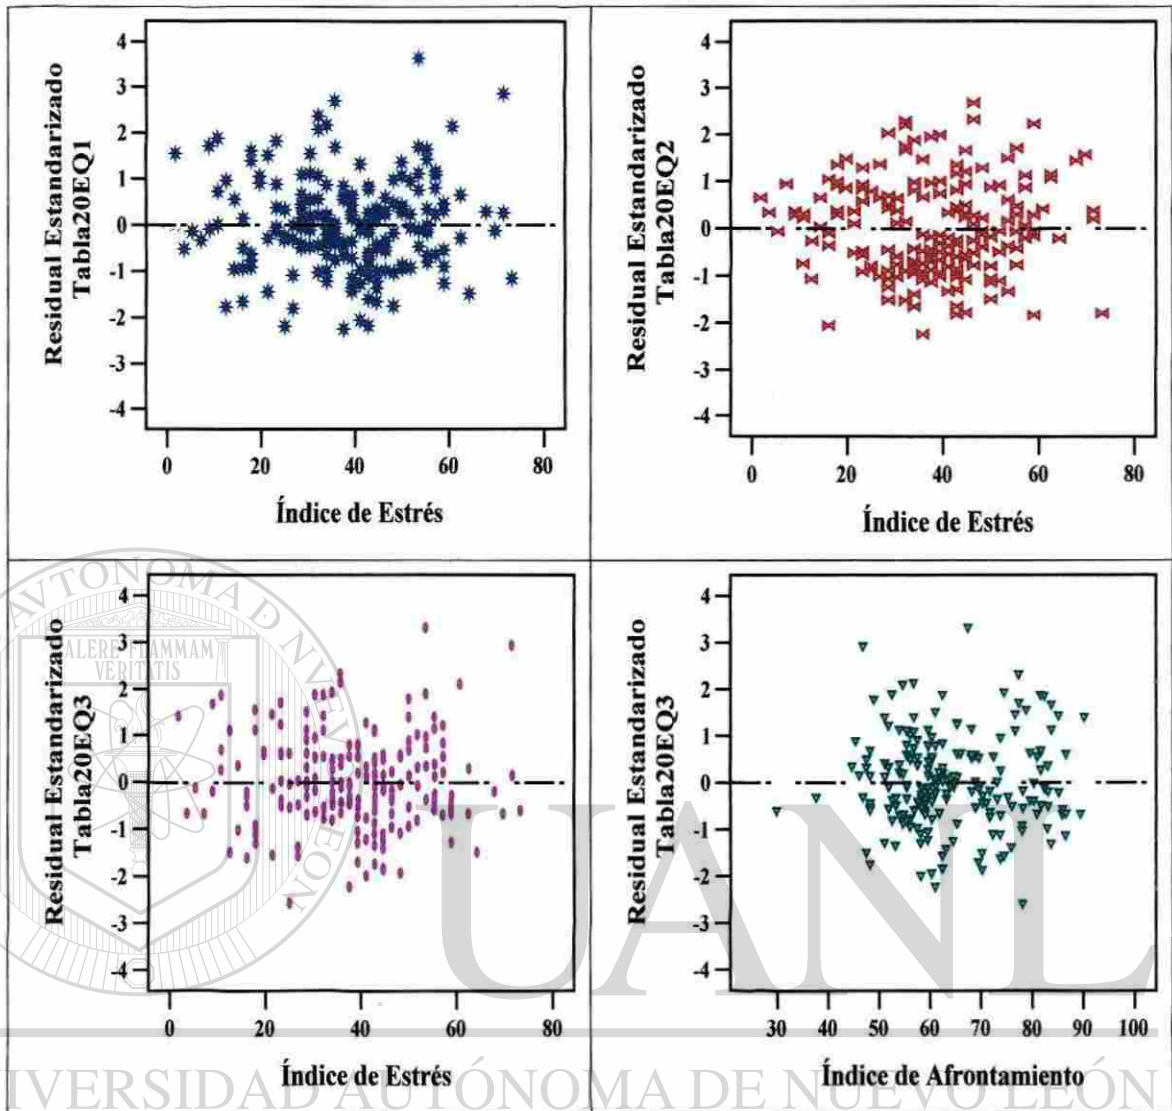 Residual Estandarizado
Tabla20EQ1
4
3
2
1
0
-1
-2
-3
-4
0 20 40 60 80
Índice de Estrés
Residual Estandarizado
Tabla20EQ2
4
3
2
1
0
-1
-2
-3
-4
0 20 40 60 80
Índice de Estrés
Residual Estandarizado
Tabla20EQ3
4
3
2
1
0
-1
-2
-3
-4
0 20 40 60 80
Índice de Estrés
Residual Estandarizado
Tabla20EQ3
4
3
2
1
0
-1
-2
-3
-4
30 40 50 60 70 80 90 100
Índice de Afrontamiento
ALERE FLAMMAM
VERITATIS
UANL
UNIVERSIDAD AUTÓNOMA DE NUEVO LEÓN